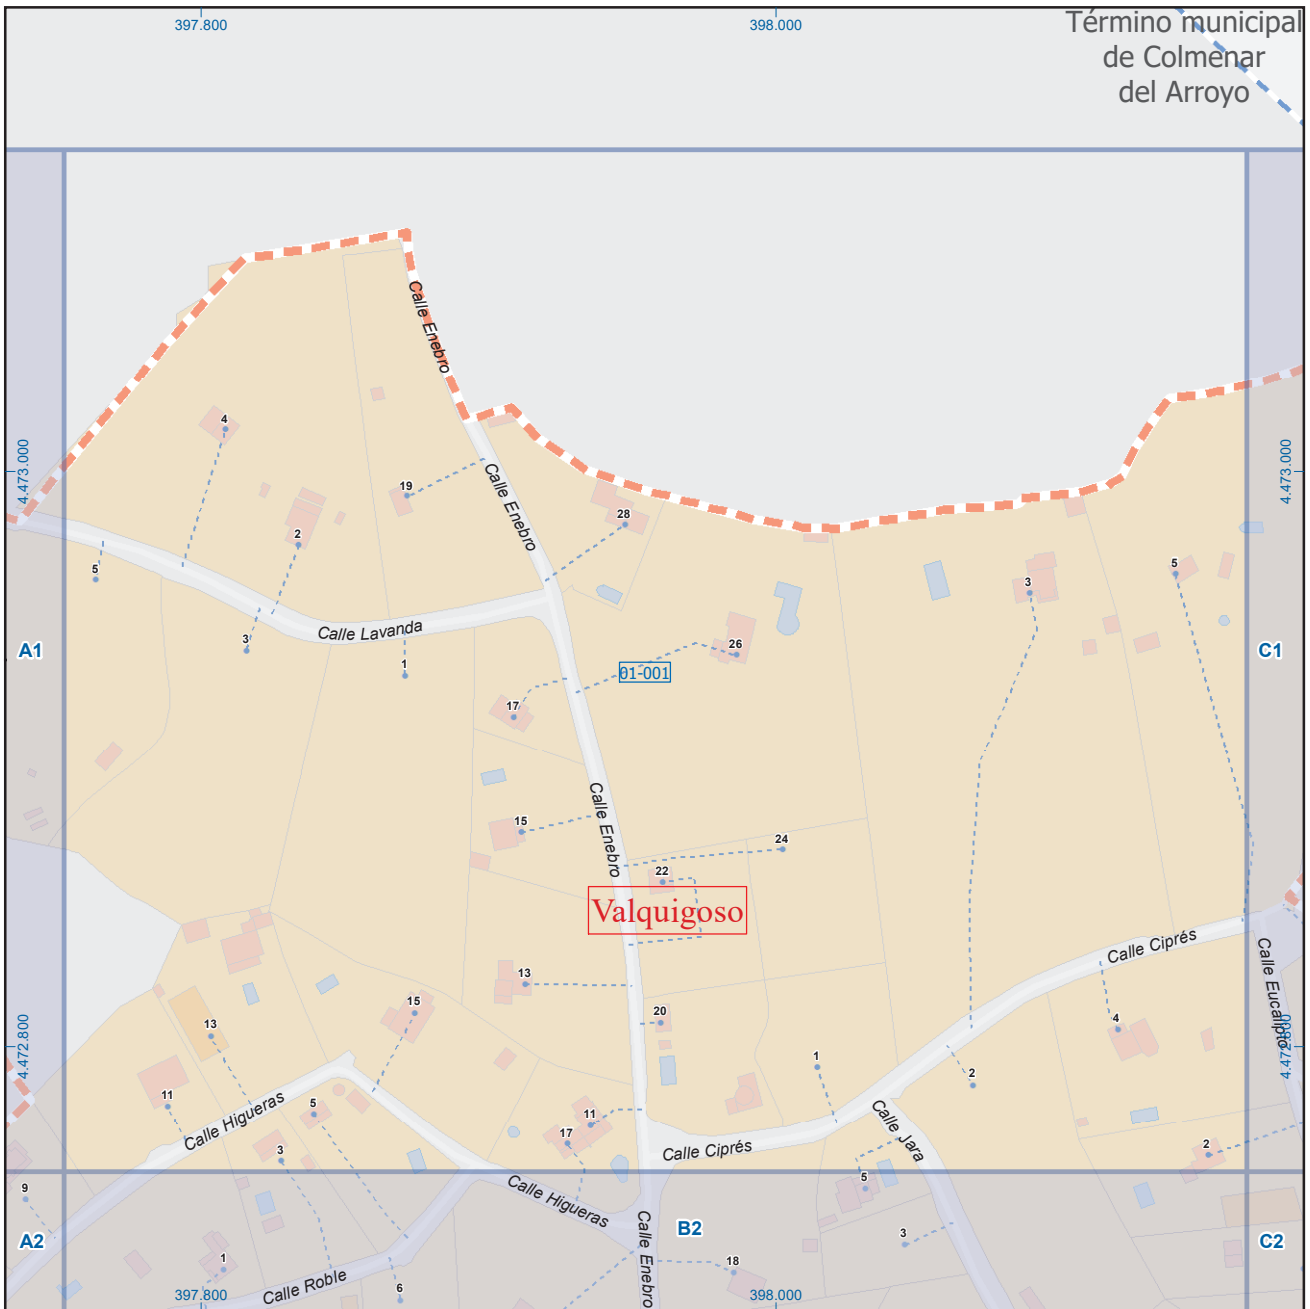 397.800
398.000
Término municipal
de Colmenar
del Arroyo
Calle Enebro
4
4.473.000
4.473.000
19
Calle Enebro
28
2
5
5
3
Calle Lavanda
3
1
26
A1
C1
01-001
17
Calle Enebro
15
24
22
Valquigoso
Calle Ciprés
Calle Eucalipto
13
20
15
13
4
4.472.800
4.472.800
1
2
11
Calle Higueras
5
11
17
Calle Jara
Calle Ciprés
3
2
9
5
Calle Higueras
A2
B2
C2
Calle Enebro
3
1
18
Calle Roble
6
397.800
398.000